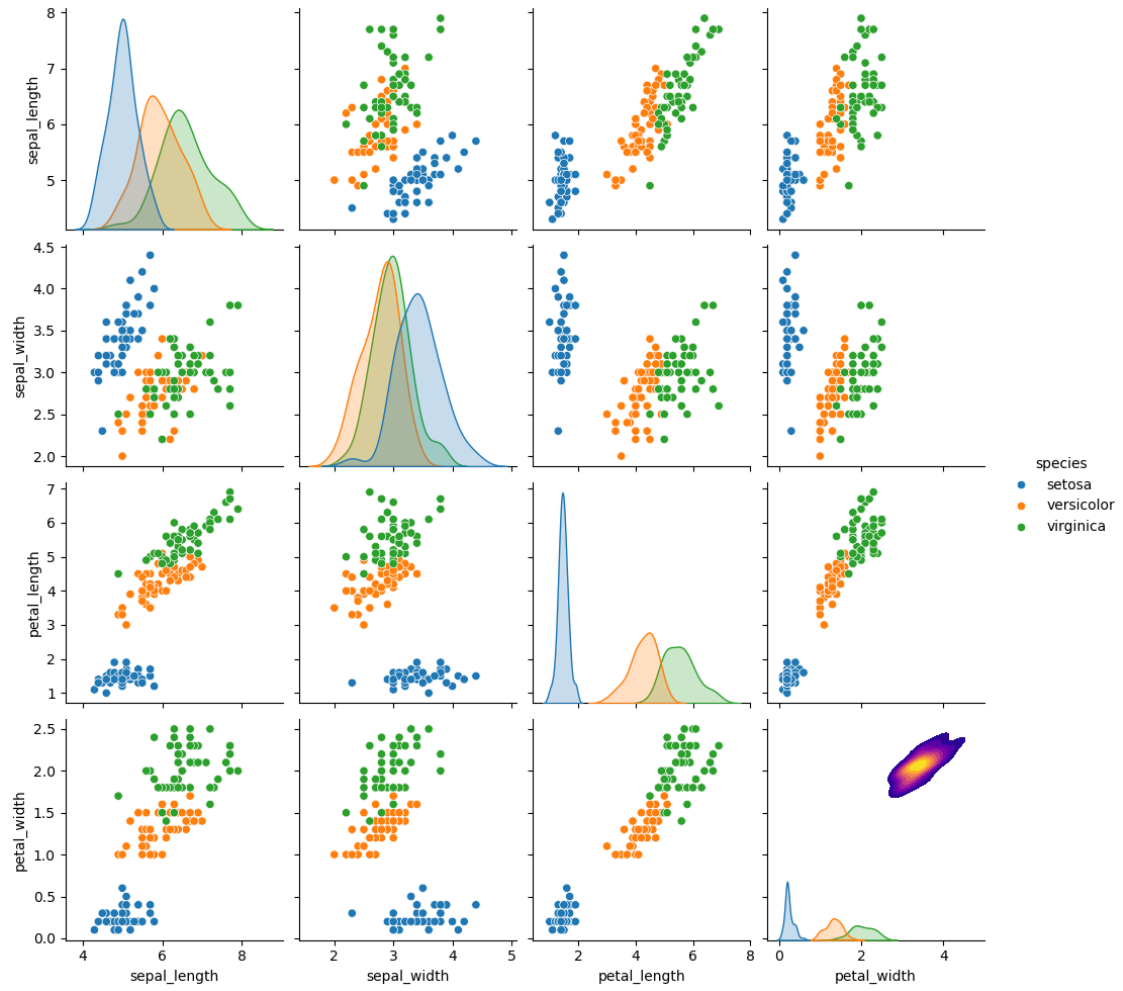 8
7
6
5
sepal_length
4.5
4.0
3.5
3.0
2.5
2.0
sepal_width
species
setosa
versicolor
virginica
7
6
5
4
3
2
1
petal_length
2.5
2.0
1.5
1.0
0.5
0.0
petal_width
4 6 8
2 3 4 5
0 2 4 6 8
0 1 2 3 4
sepal_length
sepal_width
petal_length
petal_width